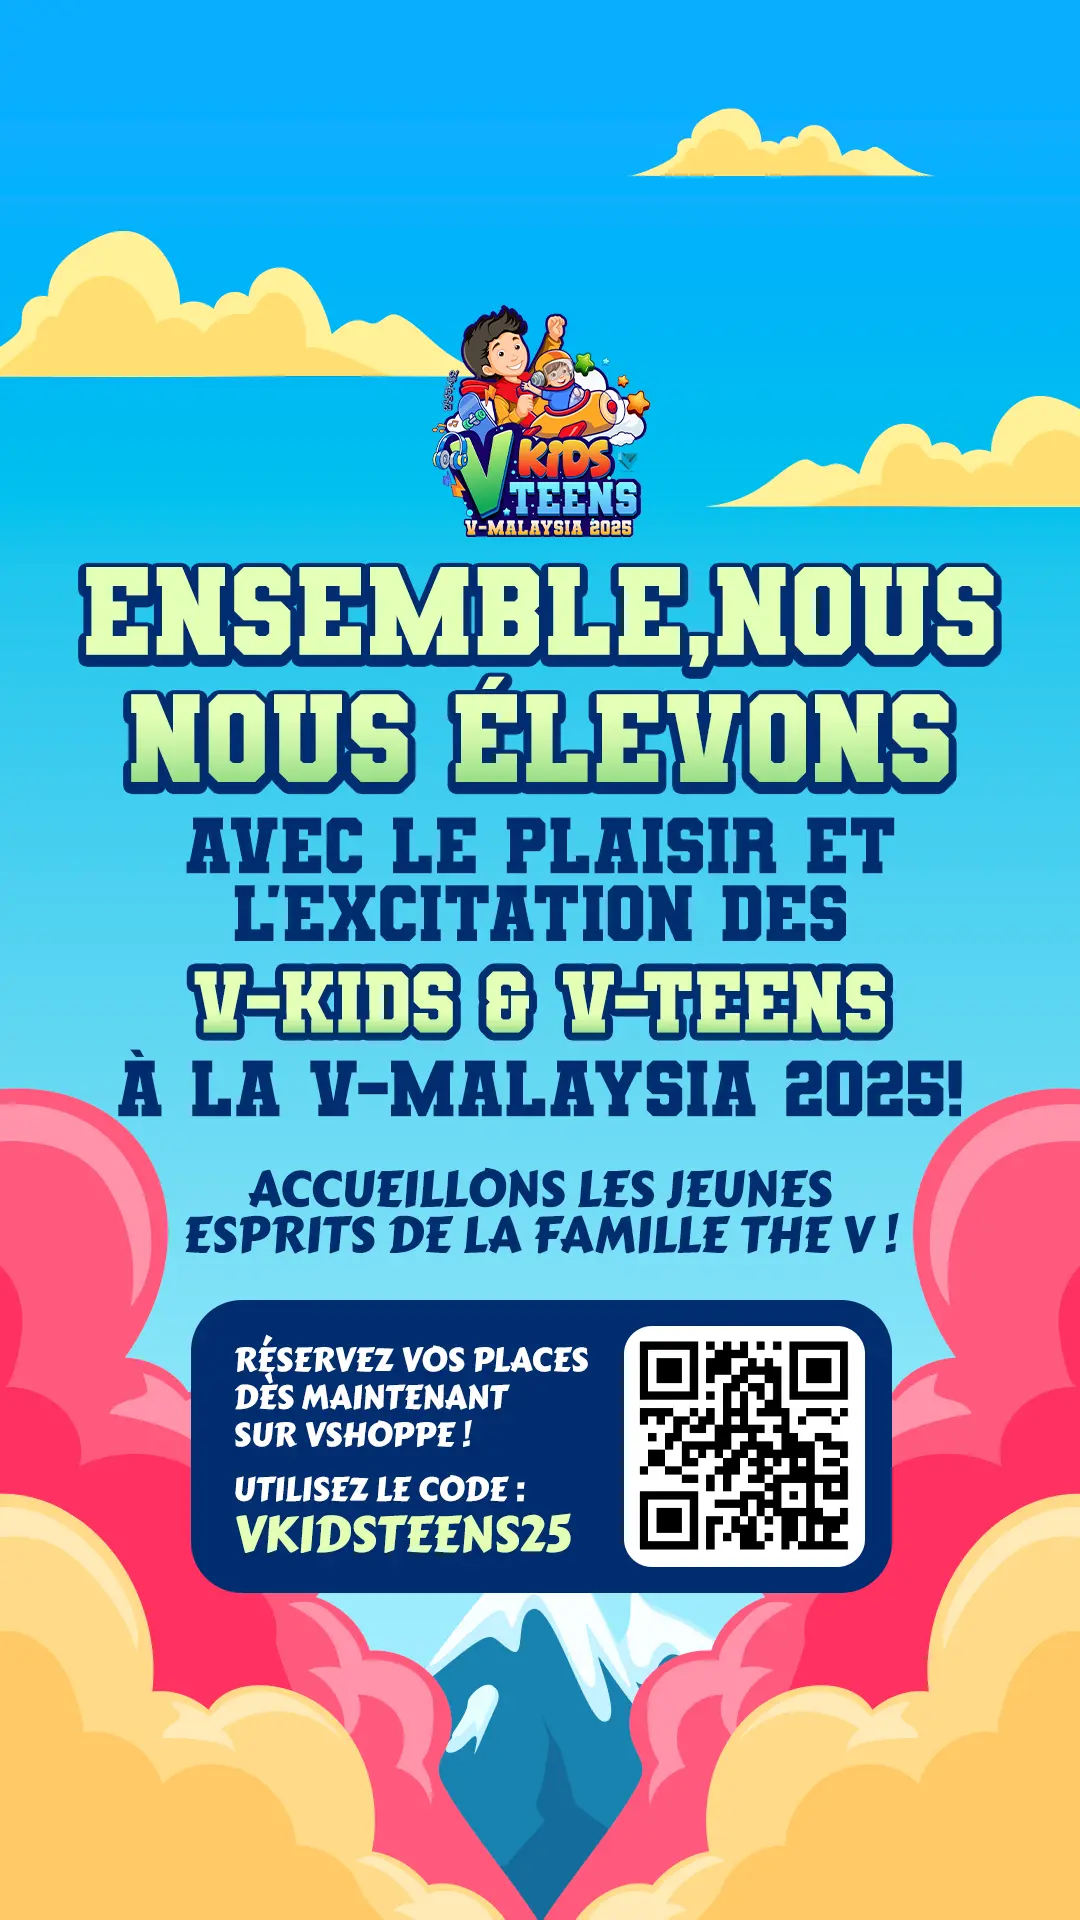 V KIDS
TEENS
V-MALAYSIA 2025
ENSEMBLE,NOUS
NOUS ÉLEVONS
AVEC LE PLAISIR ET
L'EXCITATION DES
V-KIDS & V-TEENS
À LA V-MALAYSIA 2025!
ACCUEILLONS LES JEUNES
ESPRITS DE LA FAMILLE THE V !
RÉSERVEZ VOS PLACES
DÈS MAINTENANT
SUR VSHOPPE !
UTILISEZ LE CODE :
VKIDSTEENS25